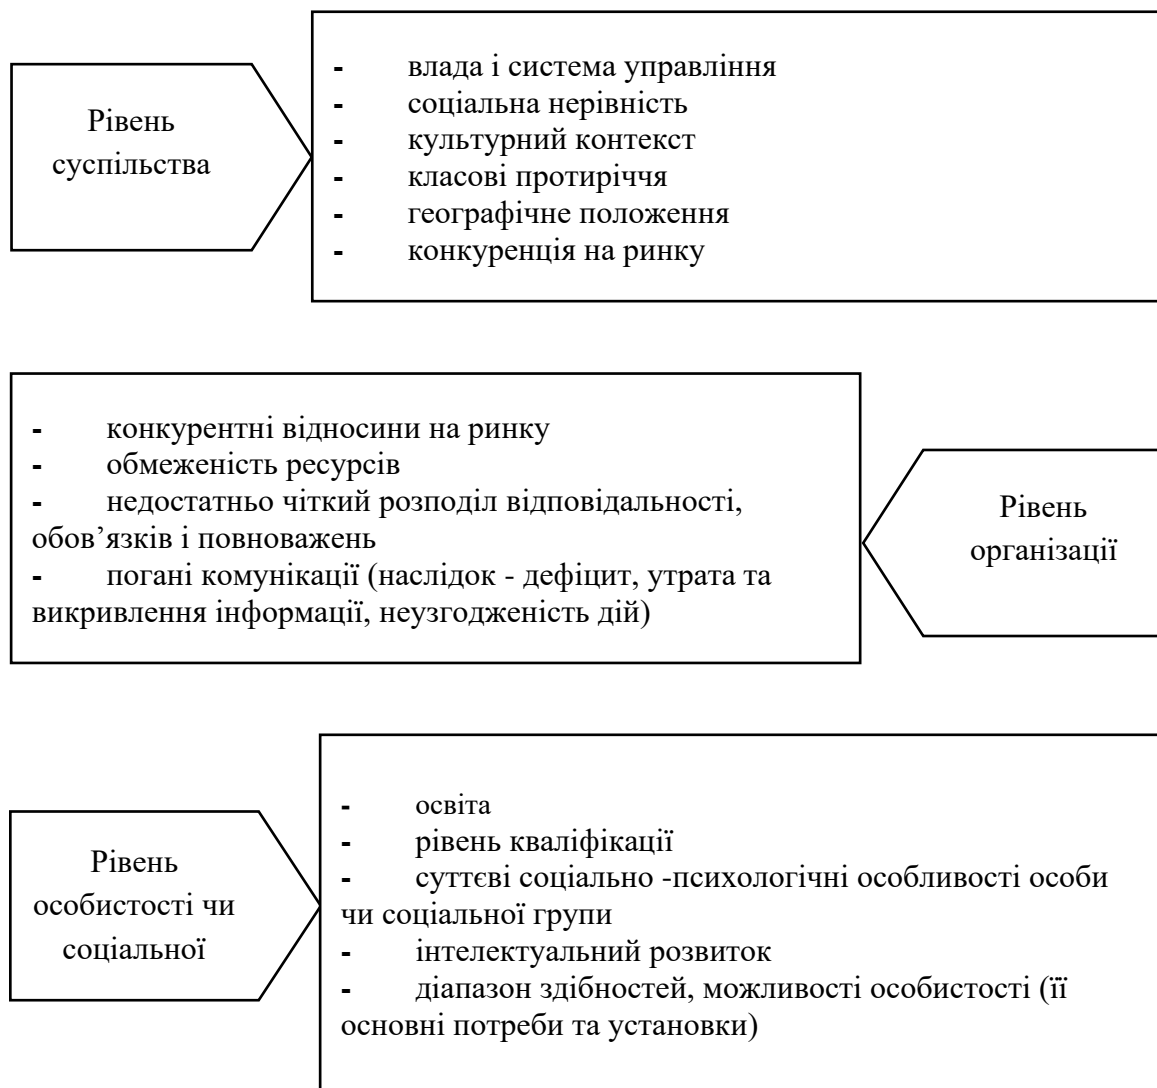 Рівень
суспільства
- влада і система управління
- соціальна нерівність
- культурний контекст
- класові протиріччя
- географічне положення
- конкуренція на ринку
- конкурентні відносини на ринку
- обмеженість ресурсів
- недостатньо чіткий розподіл відповідальності,
обов’язків і повноважень
- погані комунікації (наслідок - дефіцит, утрата та
викривлення інформації, неузгодженість дій)
Рівень
організації
Рівень
особистості чи
соціальної
- освіта
- рівень кваліфікації
- суттєві соціально -психологічні особливості особи
чи соціальної групи
- інтелектуальний розвиток
- діапазон здібностей, можливості особистості (її
основні потреби та установки)